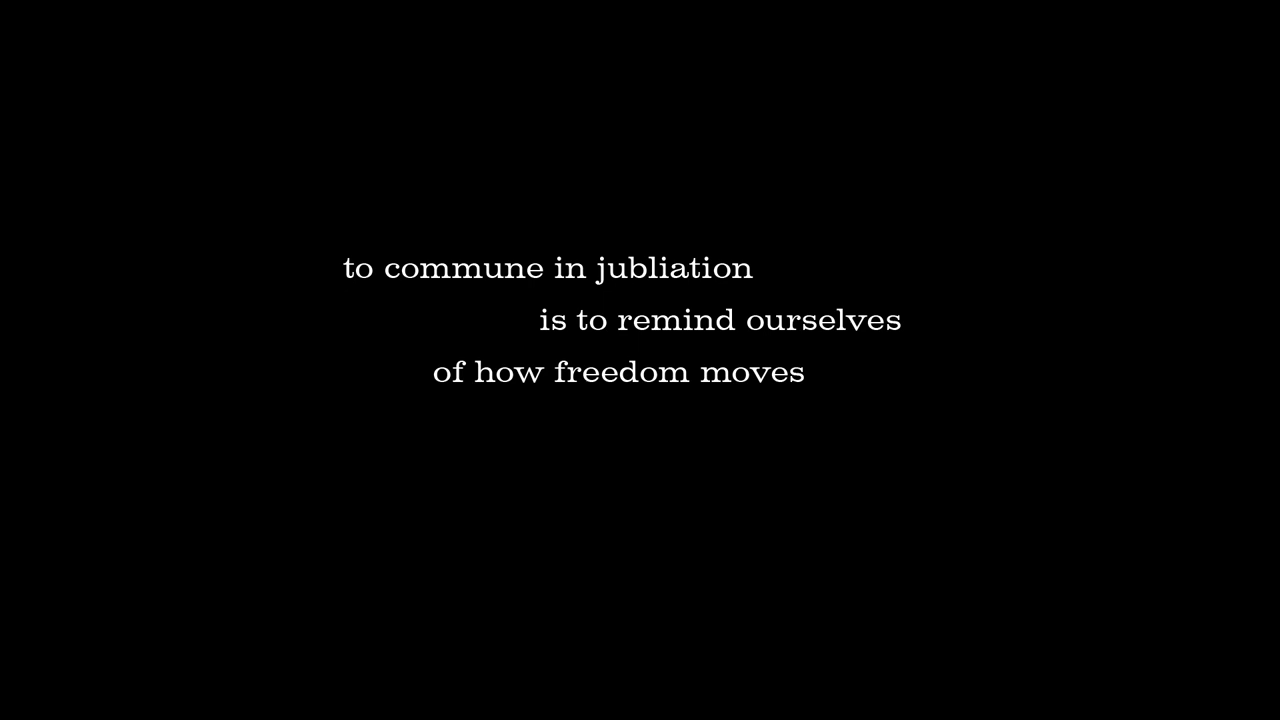 to commune in jubliation
is to remind ourselves
of how freedom moves